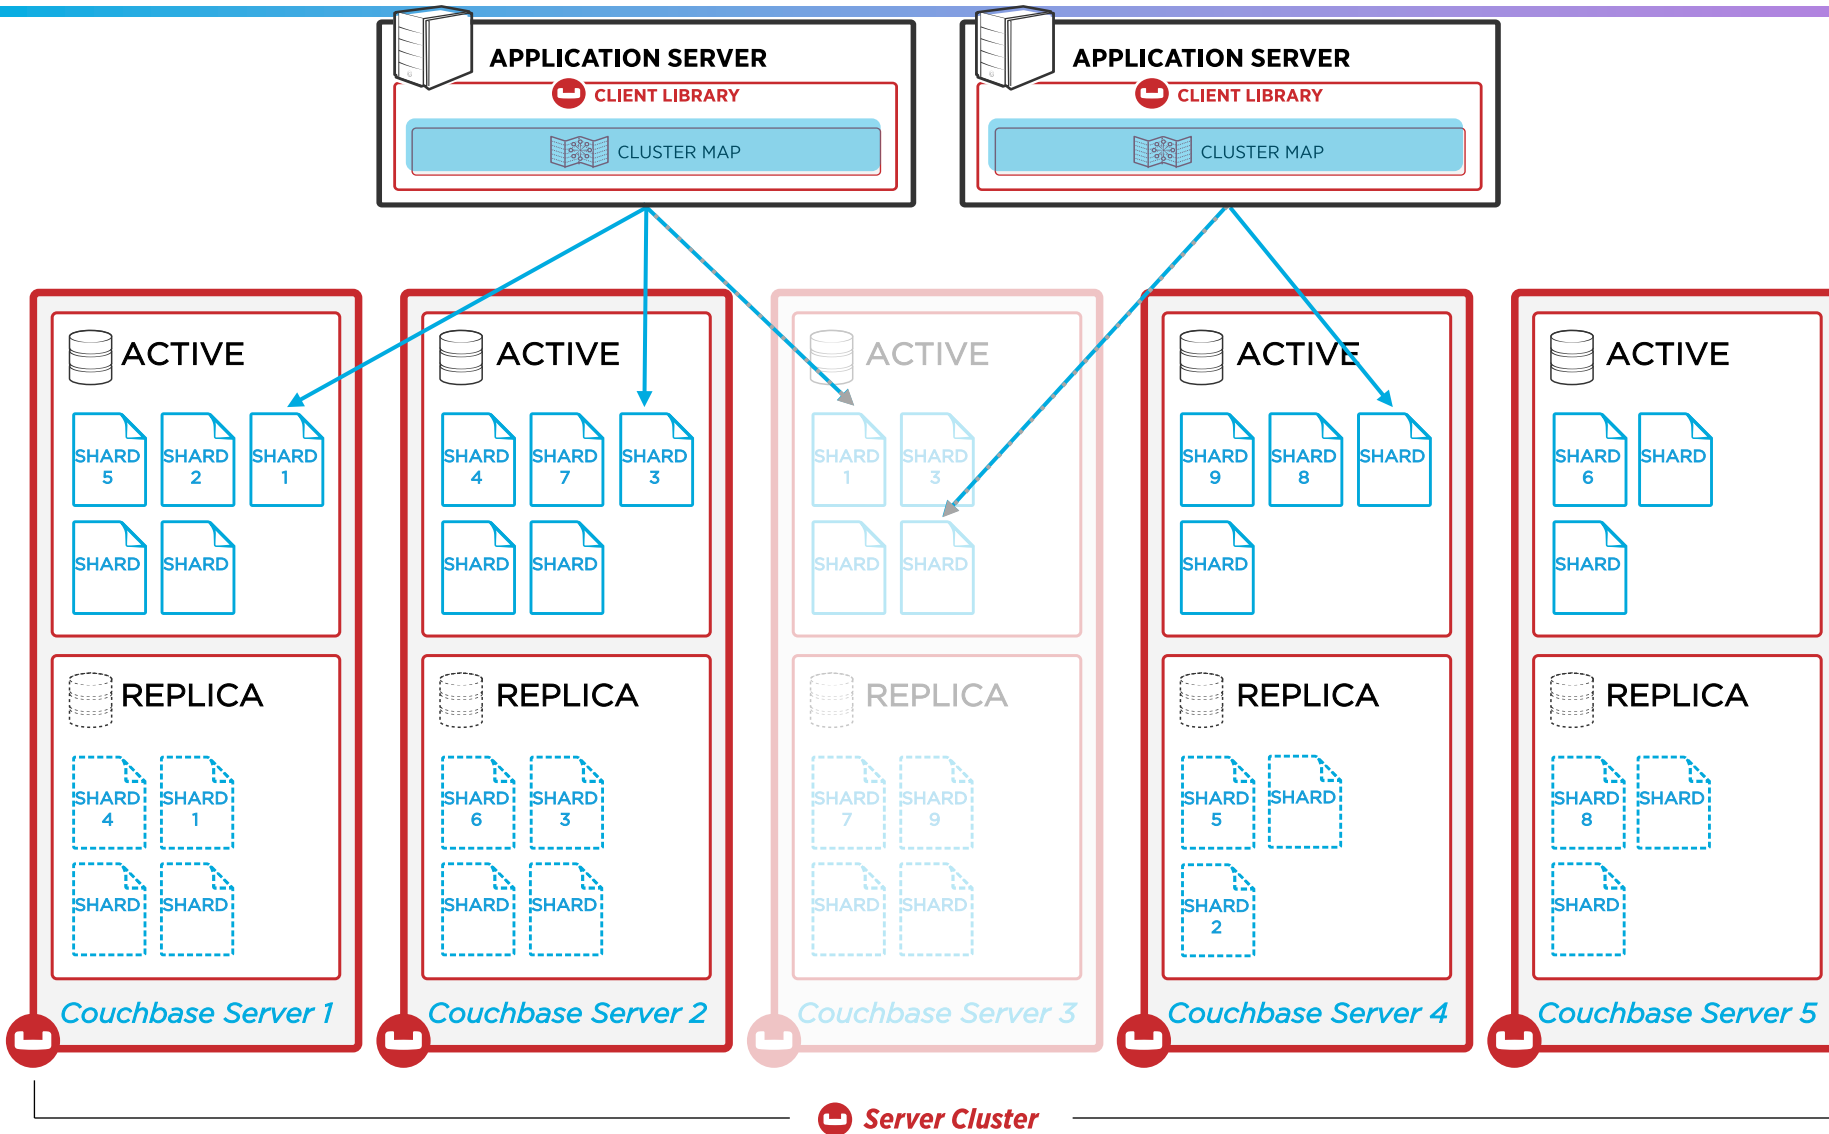 APPLICATION SERVER
CLIENT LIBRARY
CLUSTER MAP
APPLICATION SERVER
CLIENT LIBRARY
CLUSTER MAP
ACTIVE
SHARD
5
SHARD
2
SHARD
1
SHARD
SHARD
REPLICA
SHARD
4
SHARD
1
SHARD
SHARD
Couchbase Server 1
ACTIVE
SHARD
4
SHARD
7
SHARD
3
SHARD
SHARD
REPLICA
SHARD
6
SHARD
3
SHARD
SHARD
Couchbase Server 2
ACTIVE
SHARD
1
SHARD
3
SHARD
SHARD
REPLICA
SHARD
7
SHARD
9
SHARD
SHARD
Couchbase Server 3
ACTIVE
SHARD
9
SHARD
8
SHARD
SHARD
REPLICA
SHARD
5
SHARD
SHARD
2
Couchbase Server 4
ACTIVE
SHARD
6
SHARD
SHARD
REPLICA
SHARD
8
SHARD
SHARD
Couchbase Server 5
Server Cluster